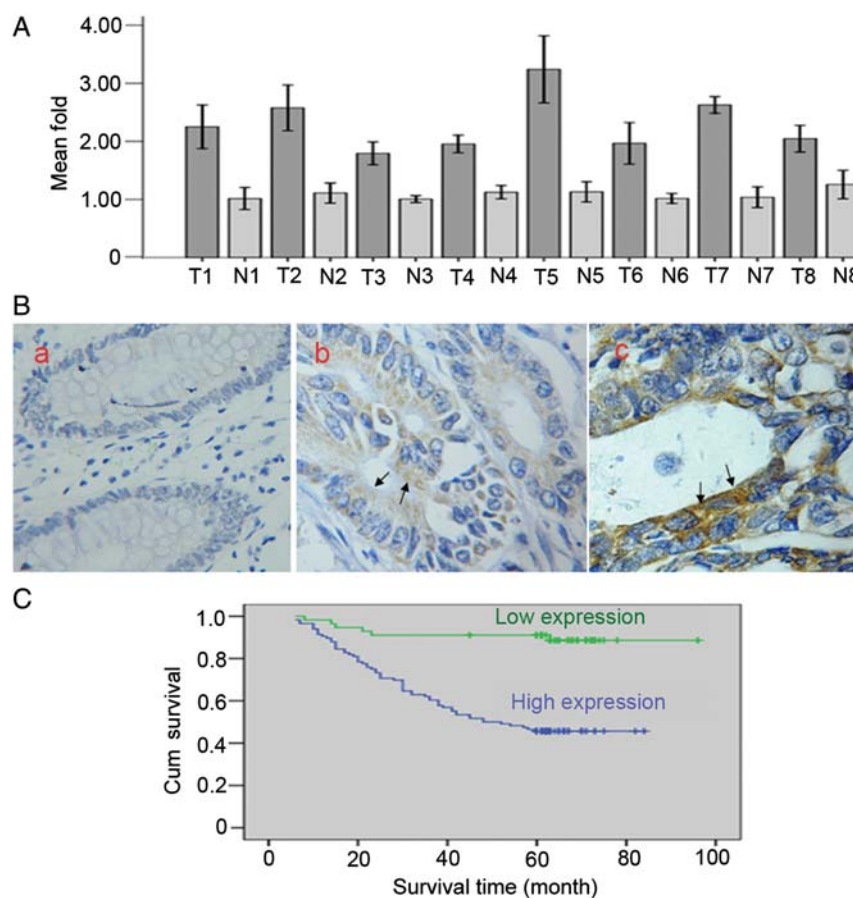 A
Mean fold
4.00
3.00
2.00
1.00
0
T1 N1 T2 N2 T3 N3 T4 N4 T5 N5 T6 N6 T7 N7 T8 N8
B
a
b
c
C
Cum survival
1.0
0.8
0.6
0.4
0.2
0
Low expression
High expression
0 20 40 60 80 100
Survival time (month)